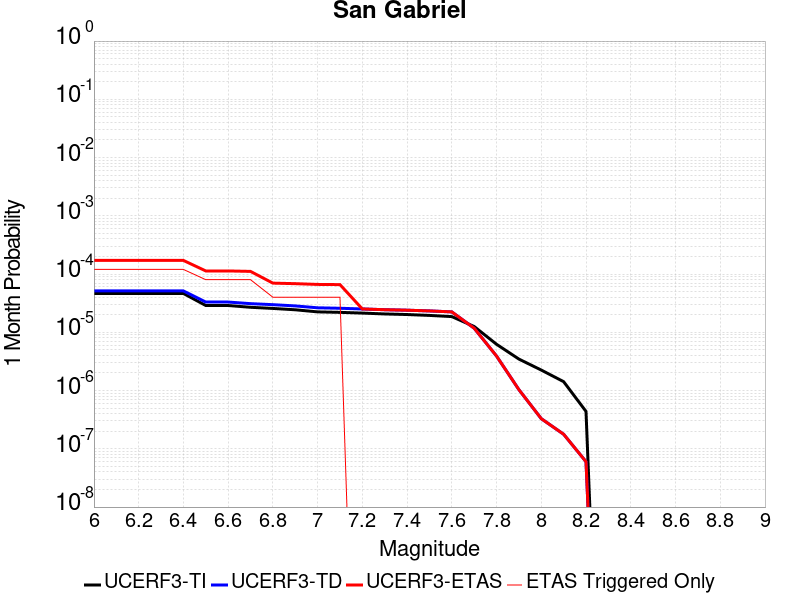 San Gabriel
10 0
10 -1
10 -2
10 -3
10 -4
10 -5
10 -6
10 -7
10 -8
1 Month Probability
6 6.2 6.4 6.6 6.8 7 7.2 7.4 7.6 7.8 8 8.2 8.4 8.6 8.8 9
Magnitude
UCERF3-TI UCERF3-TD UCERF3-ETAS ETAS Triggered Only